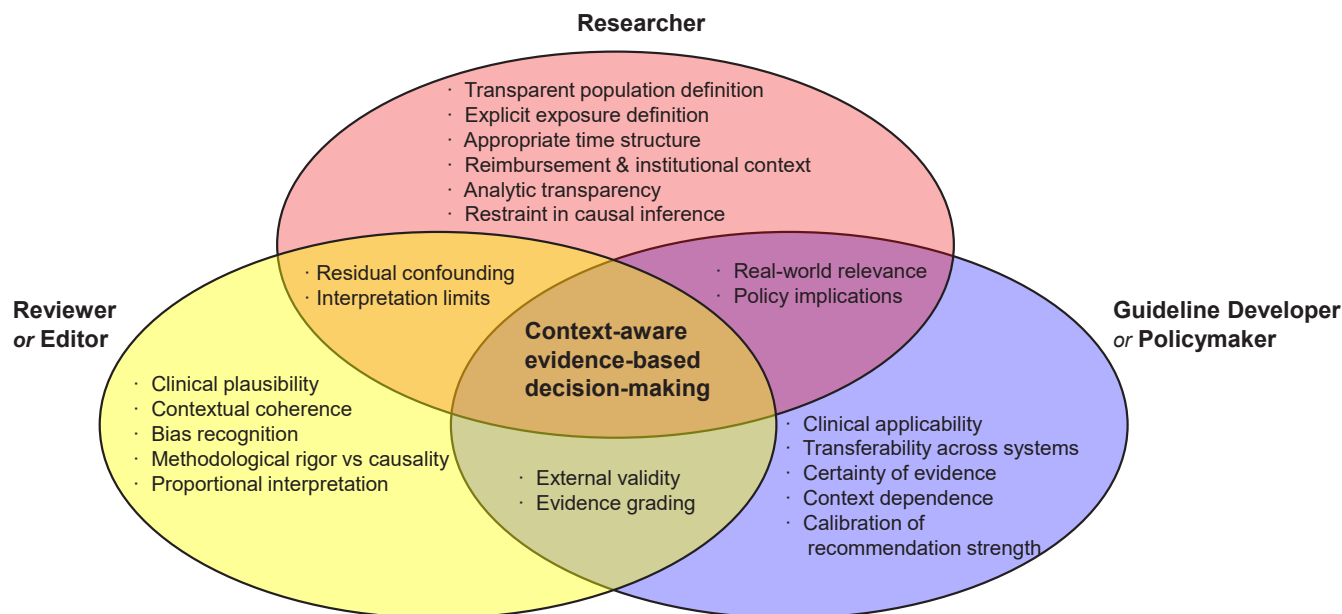 Researcher
· Transparent population definition
· Explicit exposure definition
· Appropriate time structure
· Reimbursement & institutional context
· Analytic transparency
· Restraint in causal inference
· Residual confounding
· Interpretation limits
· Real-world relevance
· Policy implications
Reviewer
or Editor
Guideline Developer
or Policymaker
Context-aware
evidence-based
decision-making
· Clinical plausibility
· Contextual coherence
· Bias recognition
· Methodological rigor vs causality
· Proportional interpretation
· Clinical applicability
· Transferability across systems
· Certainty of evidence
· Context dependence
· Calibration of
recommendation strength
· External validity
· Evidence grading